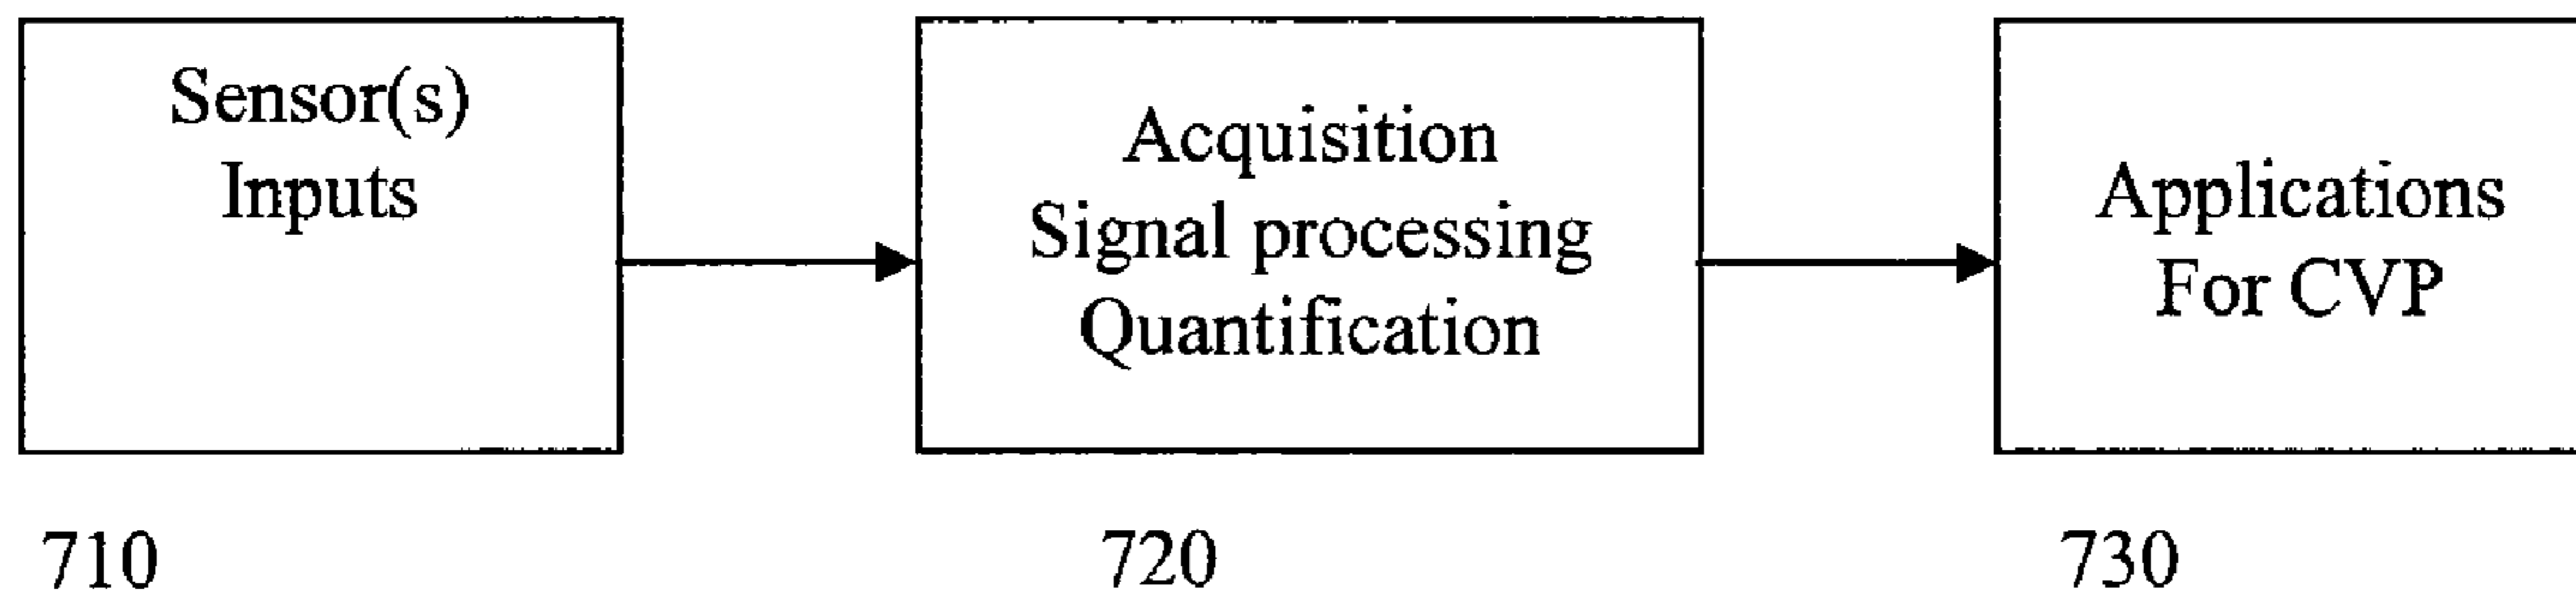 Sensor(s)
Inputs
Acquisition
Signal processing
Quantification
Applications
For CVP
710
720
730